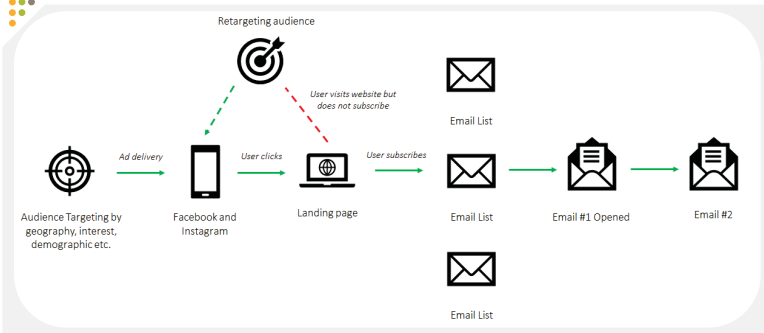 Retargeting audience
User visits website but
does not subscribe
Email List
Ad delivery
User clicks
User subscribes
Audience Targeting by
geography, interest,
demographic etc.
Facebook and
Instagram
Landing page
Email List
Email #1 Opened
Email #2
Email List